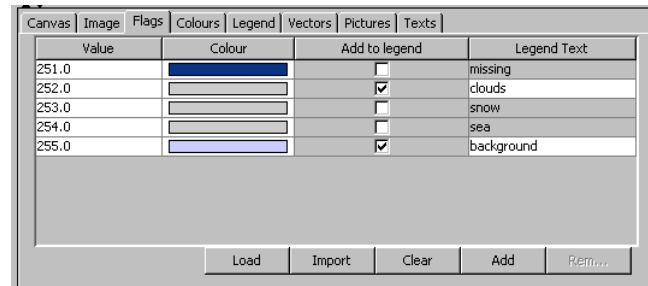 Canvas Image Flags Colours Legend Vectors Pictures Texts
Value Colour Add to legend Legend Text
251.0 missing
252.0 clouds
253.0 snow
254.0 sea
255.0 background
Load Import Clear Add Rem...